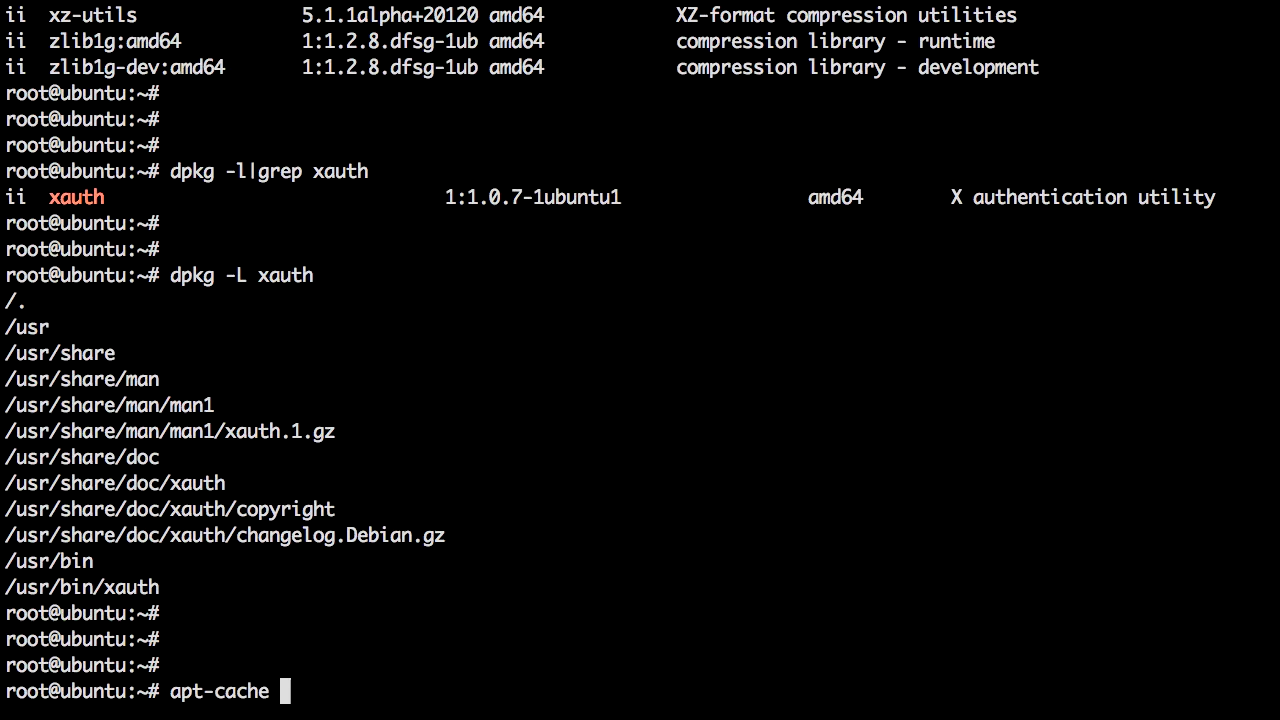 ii  xz-utils               5.1.1alpha+20120 amd64            XZ-format compression utilities
ii  zlib1g:amd64           1:1.2.8.dfsg-1ub amd64            compression library - runtime
ii  zlib1g-dev:amd64       1:1.2.8.dfsg-1ub amd64            compression library - development
root@ubuntu:~#
root@ubuntu:~#
root@ubuntu:~#
root@ubuntu:~# dpkg -l|grep xauth
ii  xauth                               1:1.0.7-1ubuntu1                 amd64        X authentication utility
root@ubuntu:~#
root@ubuntu:~#
root@ubuntu:~# dpkg -L xauth
/.
/usr
/usr/share
/usr/share/man
/usr/share/man/man1
/usr/share/man/man1/xauth.1.gz
/usr/share/doc
/usr/share/doc/xauth
/usr/share/doc/xauth/copyright
/usr/share/doc/xauth/changelog.Debian.gz
/usr/bin
/usr/bin/xauth
root@ubuntu:~#
root@ubuntu:~#
root@ubuntu:~#
root@ubuntu:~# apt-cache